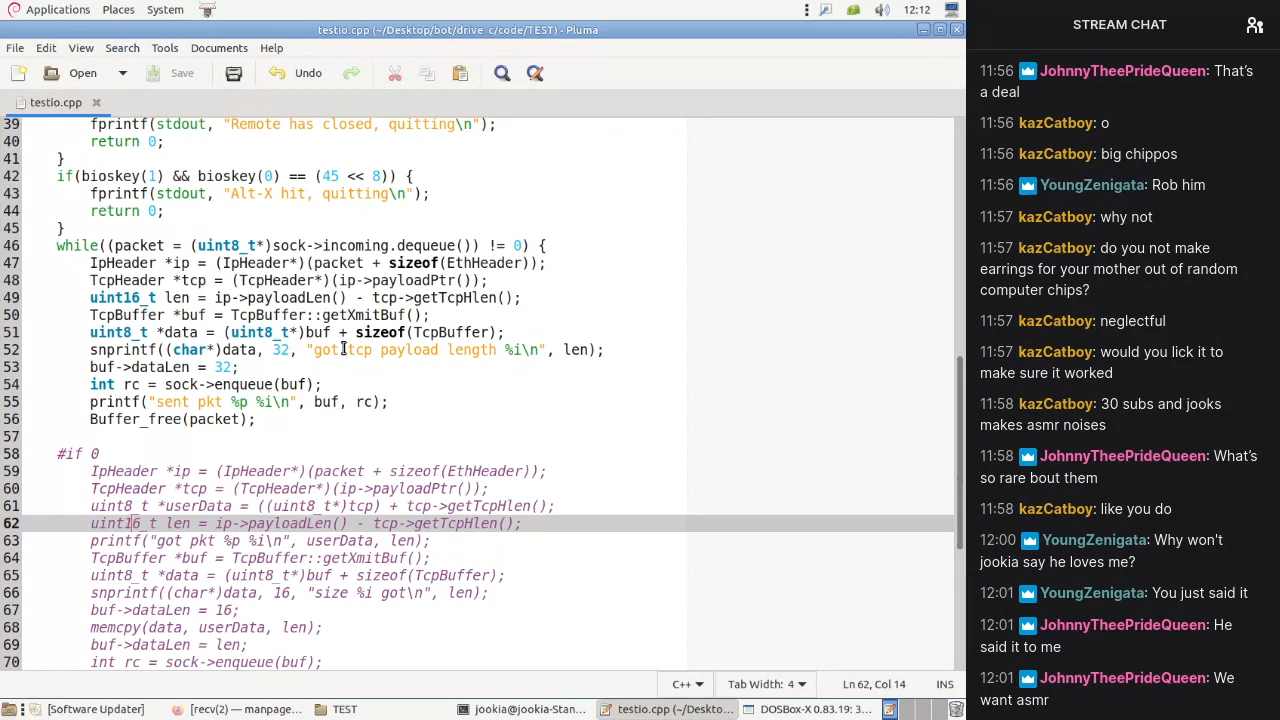 Applications Places System 12:12
testio.cpp (~/Desktop/bot/drive_c/code/TEST) - Pluma
File Edit View Search Tools Documents Help
Open Save Undo
testio.cpp
39 fprintf(stdout, "Remote has closed, quitting\n");
40 return 0;
41 }
42 if(bioskey(1) && bioskey(0) == (45 << 8)) {
43 fprintf(stdout, "Alt-X hit, quitting\n");
44 return 0;
45 }
46 while((packet = (uint8_t*)sock->incoming.dequeue()) != 0) {
47 IpHeader *ip = (IpHeader*)(packet + sizeof(EthHeader));
48 TcpHeader *tcp = (TcpHeader*)(ip->payloadPtr());
49 uint16_t len = ip->payloadLen() - tcp->getTcpHlen();
50 TcpBuffer *buf = TcpBuffer::getXmitBuf();
51 uint8_t *data = (uint8_t*)buf + sizeof(TcpBuffer);
52 snprintf((char*)data, 32, "got tcp payload length %i\n", len);
53 buf->dataLen = 32;
54 int rc = sock->enqueue(buf);
55 printf("sent pkt %p %i\n", buf, rc);
56 Buffer_free(packet);
57
58 #if 0
59 IpHeader *ip = (IpHeader*)(packet + sizeof(EthHeader));
60 TcpHeader *tcp = (TcpHeader*)(ip->payloadPtr());
61 uint8_t *userData = ((uint8_t*)tcp) + tcp->getTcpHlen();
62 uint16_t len = ip->payloadLen() - tcp->getTcpHlen();
63 printf("got pkt %p %i\n", userData, len);
64 TcpBuffer *buf = TcpBuffer::getXmitBuf();
65 uint8_t *data = (uint8_t*)buf + sizeof(TcpBuffer);
66 snprintf((char*)data, 16, "size %i got\n", len);
67 buf->dataLen = 16;
68 memcpy(data, userData, len);
69 buf->dataLen = len;
70 int rc = sock->enqueue(buf);
C++ Tab Width: 4 Ln 62, Col 14 INS
[Software Updater] [recv(2) — manpage... TEST jookia@jookia-Stan... testio.cpp (~/Deskto... DOSBox-X 0.83.19: 3...
STREAM CHAT
11:56 JohnnyTheePrideQueen: That's
a deal
11:56 kazCatboy: o
11:56 kazCatboy: big chippos
11:56 YoungZenigata: Rob him
11:57 kazCatboy: why not
11:57 kazCatboy: do you not make
earrings for your mother out of random
computer chips?
11:57 kazCatboy: neglectful
11:57 kazCatboy: would you lick it to
make sure it worked
11:58 kazCatboy: 30 subs and jooks
makes asmr noises
11:58 JohnnyTheePrideQueen: What's
so rare bout them
11:58 kazCatboy: like you do
12:00 YoungZenigata: Why won't
jookia say he loves me?
12:01 YoungZenigata: You just said it
12:01 JohnnyTheePrideQueen: He
said it to me
12:01 JohnnyTheePrideQueen: We
want asmr